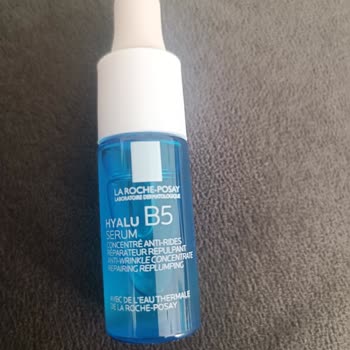 LA ROCHE-POSAY
LABORATOIRE DERMATOLOGIQUE
HYALU B5
SERUM
CONCENTRÉ ANTI-RIDES
RÉPARATEUR REPULPANT
ANTI-WRINKLE CONCENTRATE
REPAIRING REPLUMPING
AVEC DE L'EAU THERMALE
DE LA ROCHE-POSAY